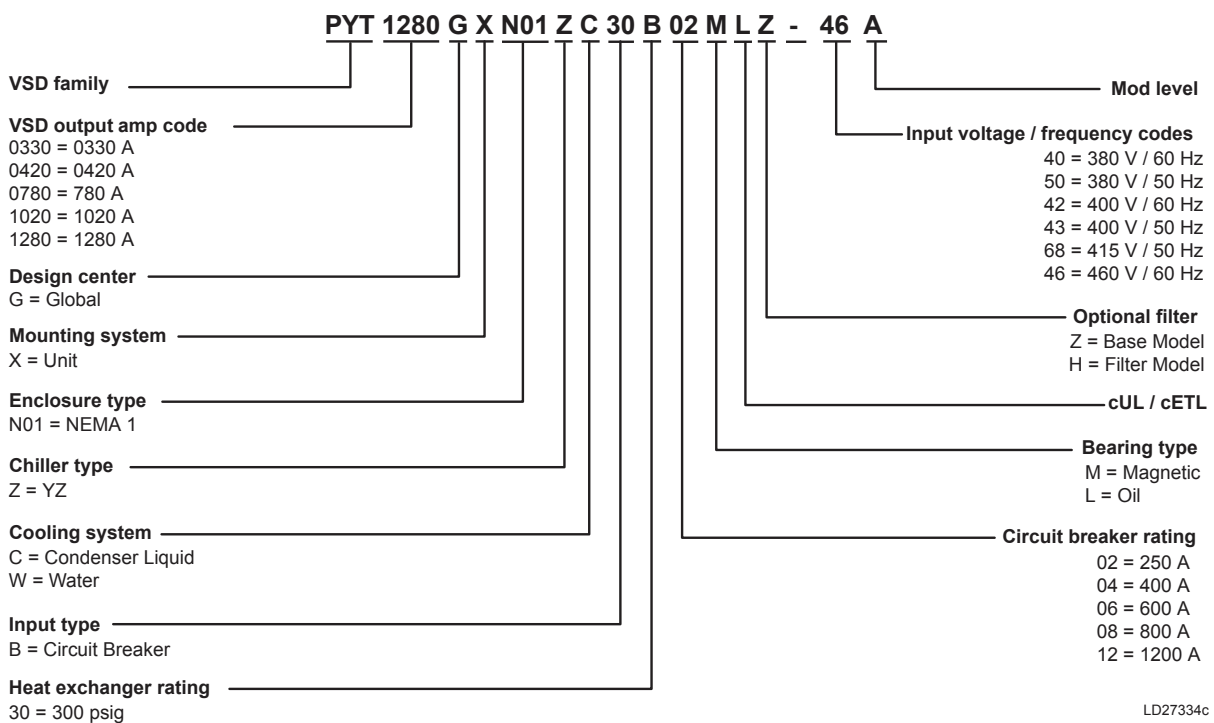 PYT 1280 G X N01 Z C 30 B 02 M L Z - 46 A
VSD family
VSD output amp code
0330 = 0330 A
0420 = 0420 A
0780 = 780 A
1020 = 1020 A
1280 = 1280 A
Design center
G = Global
Mounting system
X = Unit
Enclosure type
N01 = NEMA 1
Chiller type
Z = YZ
Cooling system
C = Condenser Liquid
W = Water
Input type
B = Circuit Breaker
Heat exchanger rating
30 = 300 psig
Mod level
Input voltage / frequency codes
40 = 380 V / 60 Hz
50 = 380 V / 50 Hz
42 = 400 V / 60 Hz
43 = 400 V / 50 Hz
68 = 415 V / 50 Hz
46 = 460 V / 60 Hz
Optional filter
Z = Base Model
H = Filter Model
cUL / cETL
Bearing type
M = Magnetic
L = Oil
Circuit breaker rating
02 = 250 A
04 = 400 A
06 = 600 A
08 = 800 A
12 = 1200 A
LD27334c